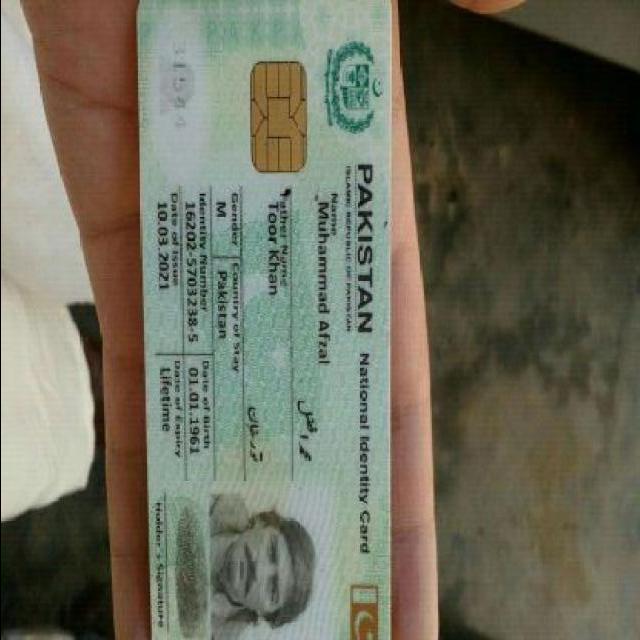 PAKISTAN National Identity Card
ISLAMIC REPUBLIC OF PAKISTAN
Name
Muhammad Afzal
محمد افضل
Father Name
Toor Khan
تور خان
Gender Country of Stay
M Pakistan
Identity Number Date of Birth
16202-5703238-5 01.01.1961
Date of Issue Date of Expiry
10.03.2021 Lifetime
Holder's Signature